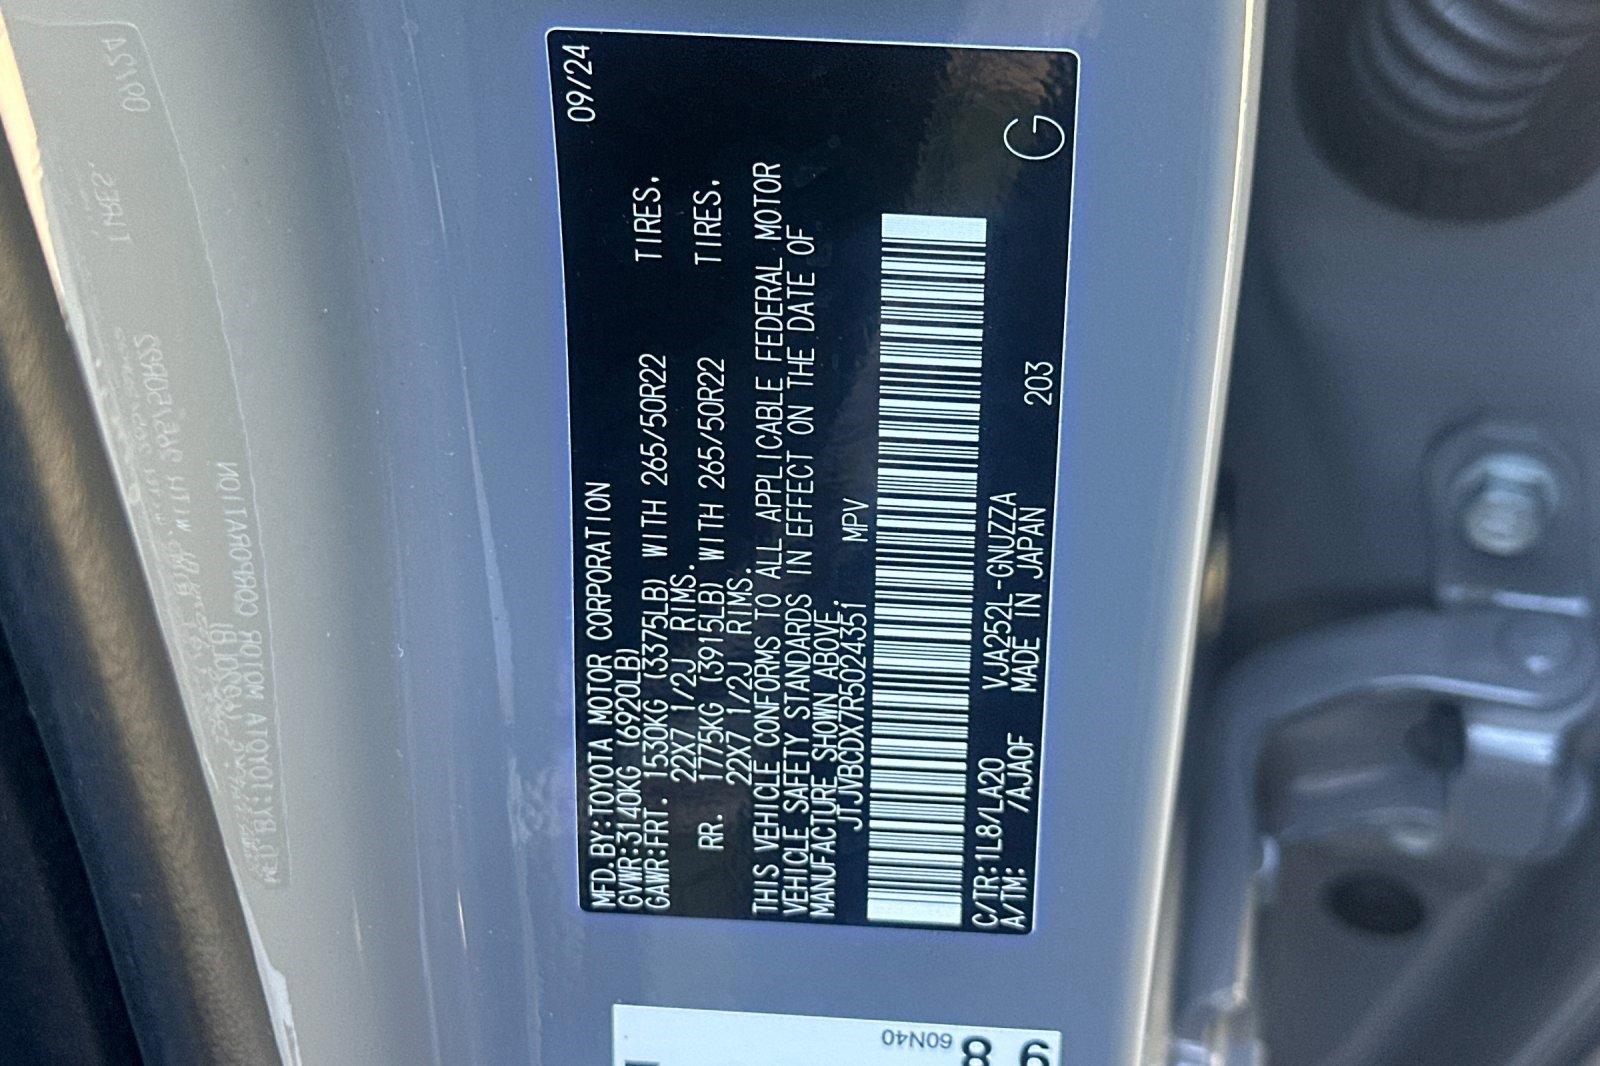 MFD.BY:TOYOTA MOTOR CORPORATION 09/24
GVWR:3140KG (6920LB)
GAWR:FRT. 1530KG (3375LB) WITH 265/50R22 TIRES,
22X7 1/2J RIMS.
RR. 1775KG (3915LB) WITH 265/50R22 TIRES,
22X7 1/2J RIMS.
THIS VEHICLE CONFORMS TO ALL APPLICABLE FEDERAL MOTOR
VEHICLE SAFETY STANDARDS IN EFFECT ON THE DATE OF
MANUFACTURE SHOWN ABOVE.
JTJVBCDX7R5024351 MPV
C/TR:1L8/LA20 VJA252L-GNUZZA
A/TM: /AJA0F MADE IN JAPAN 203 G
60N40
8